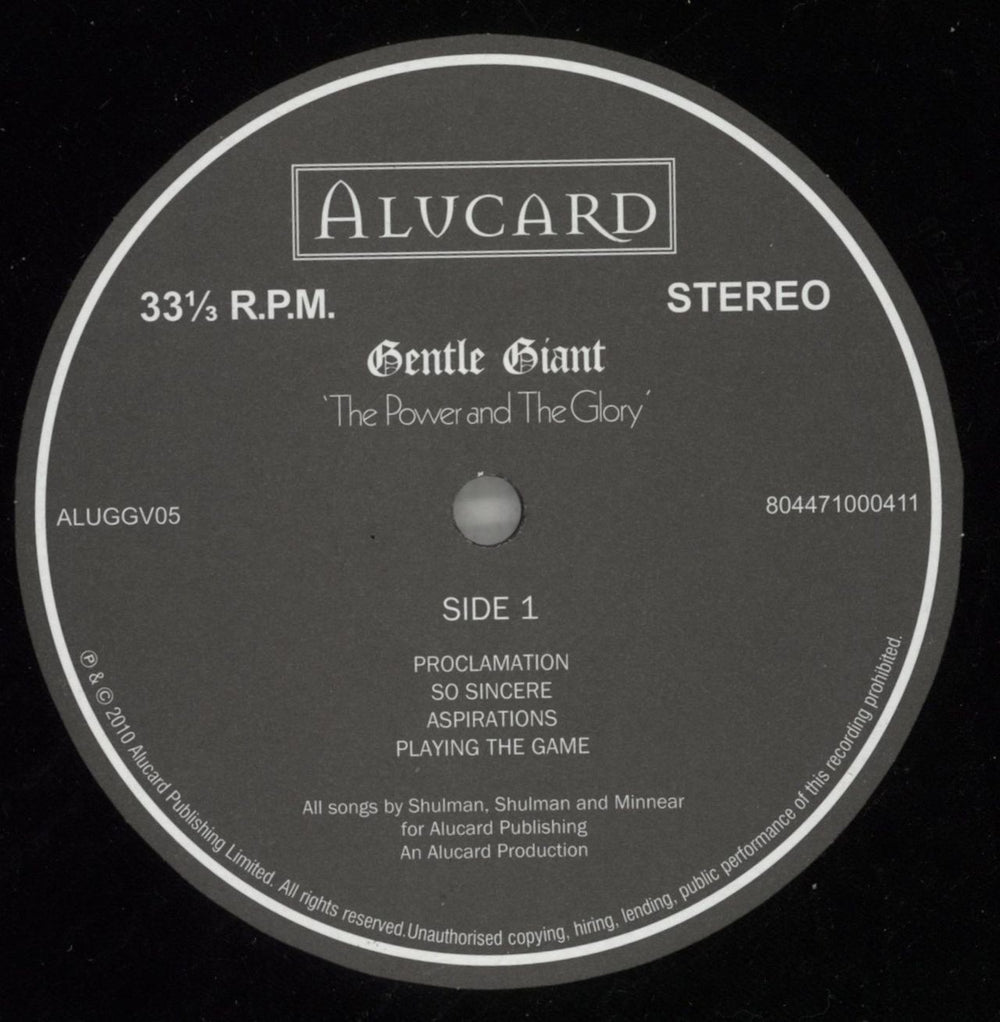 ALUCARD
33⅓ R.P.M.
STEREO
Gentle Giant
'The Power and The Glory'
ALUGGV05
804471000411
SIDE 1
PROCLAMATION
SO SINCERE
ASPIRATIONS
PLAYING THE GAME
All songs by Shulman, Shulman and Minnear
for Alucard Publishing
An Alucard Production
℗ & © 2010 Alucard Publishing Limited. All rights reserved.Unauthorised copying, hiring, lending, public performance of this recording prohibited.